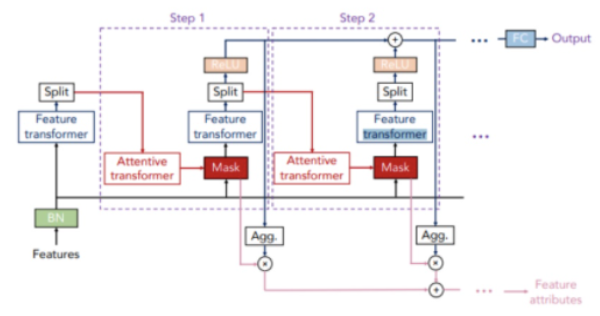 Step 1
Step 2
FC
Output
ReLU
ReLU
Split
Split
Split
Feature
transformer
Feature
transformer
Feature
transformer
...
Attentive
transformer
Mask
Attentive
transformer
Mask
BN
Features
Agg.
Agg.
Feature
attributes